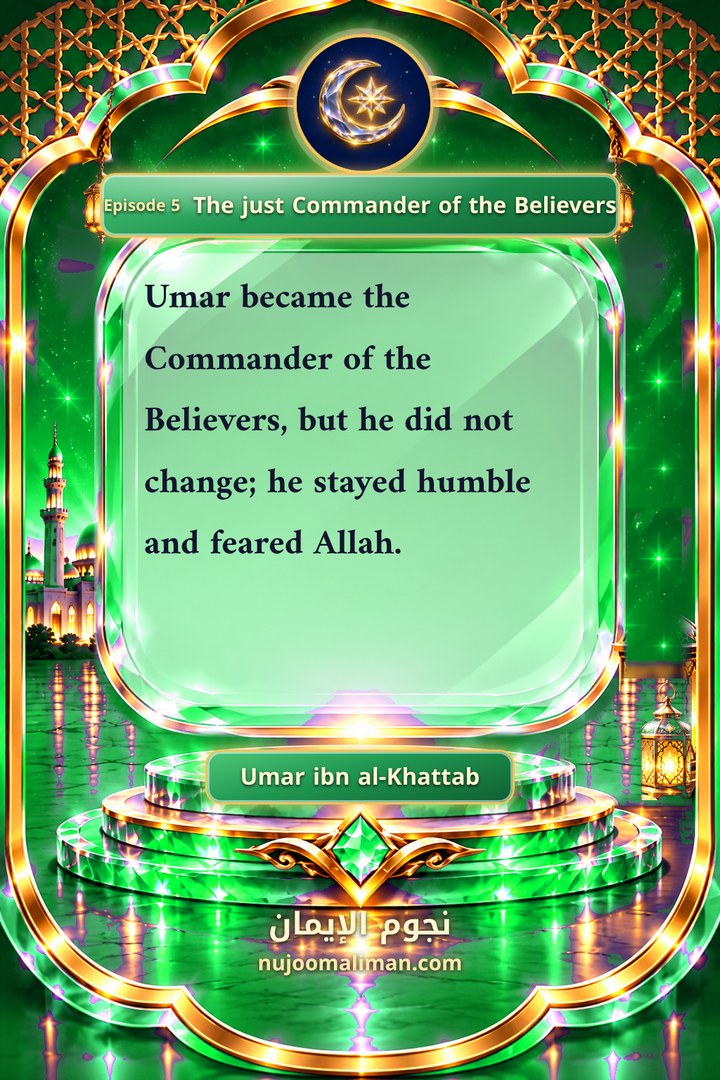 Episode 5 The just Commander of the Believers
Umar became the
Commander of the
Believers, but he did not
change; he stayed humble
and feared Allah.
Umar ibn al-Khattab
نجوم الإيمان
nujoomaliman.com